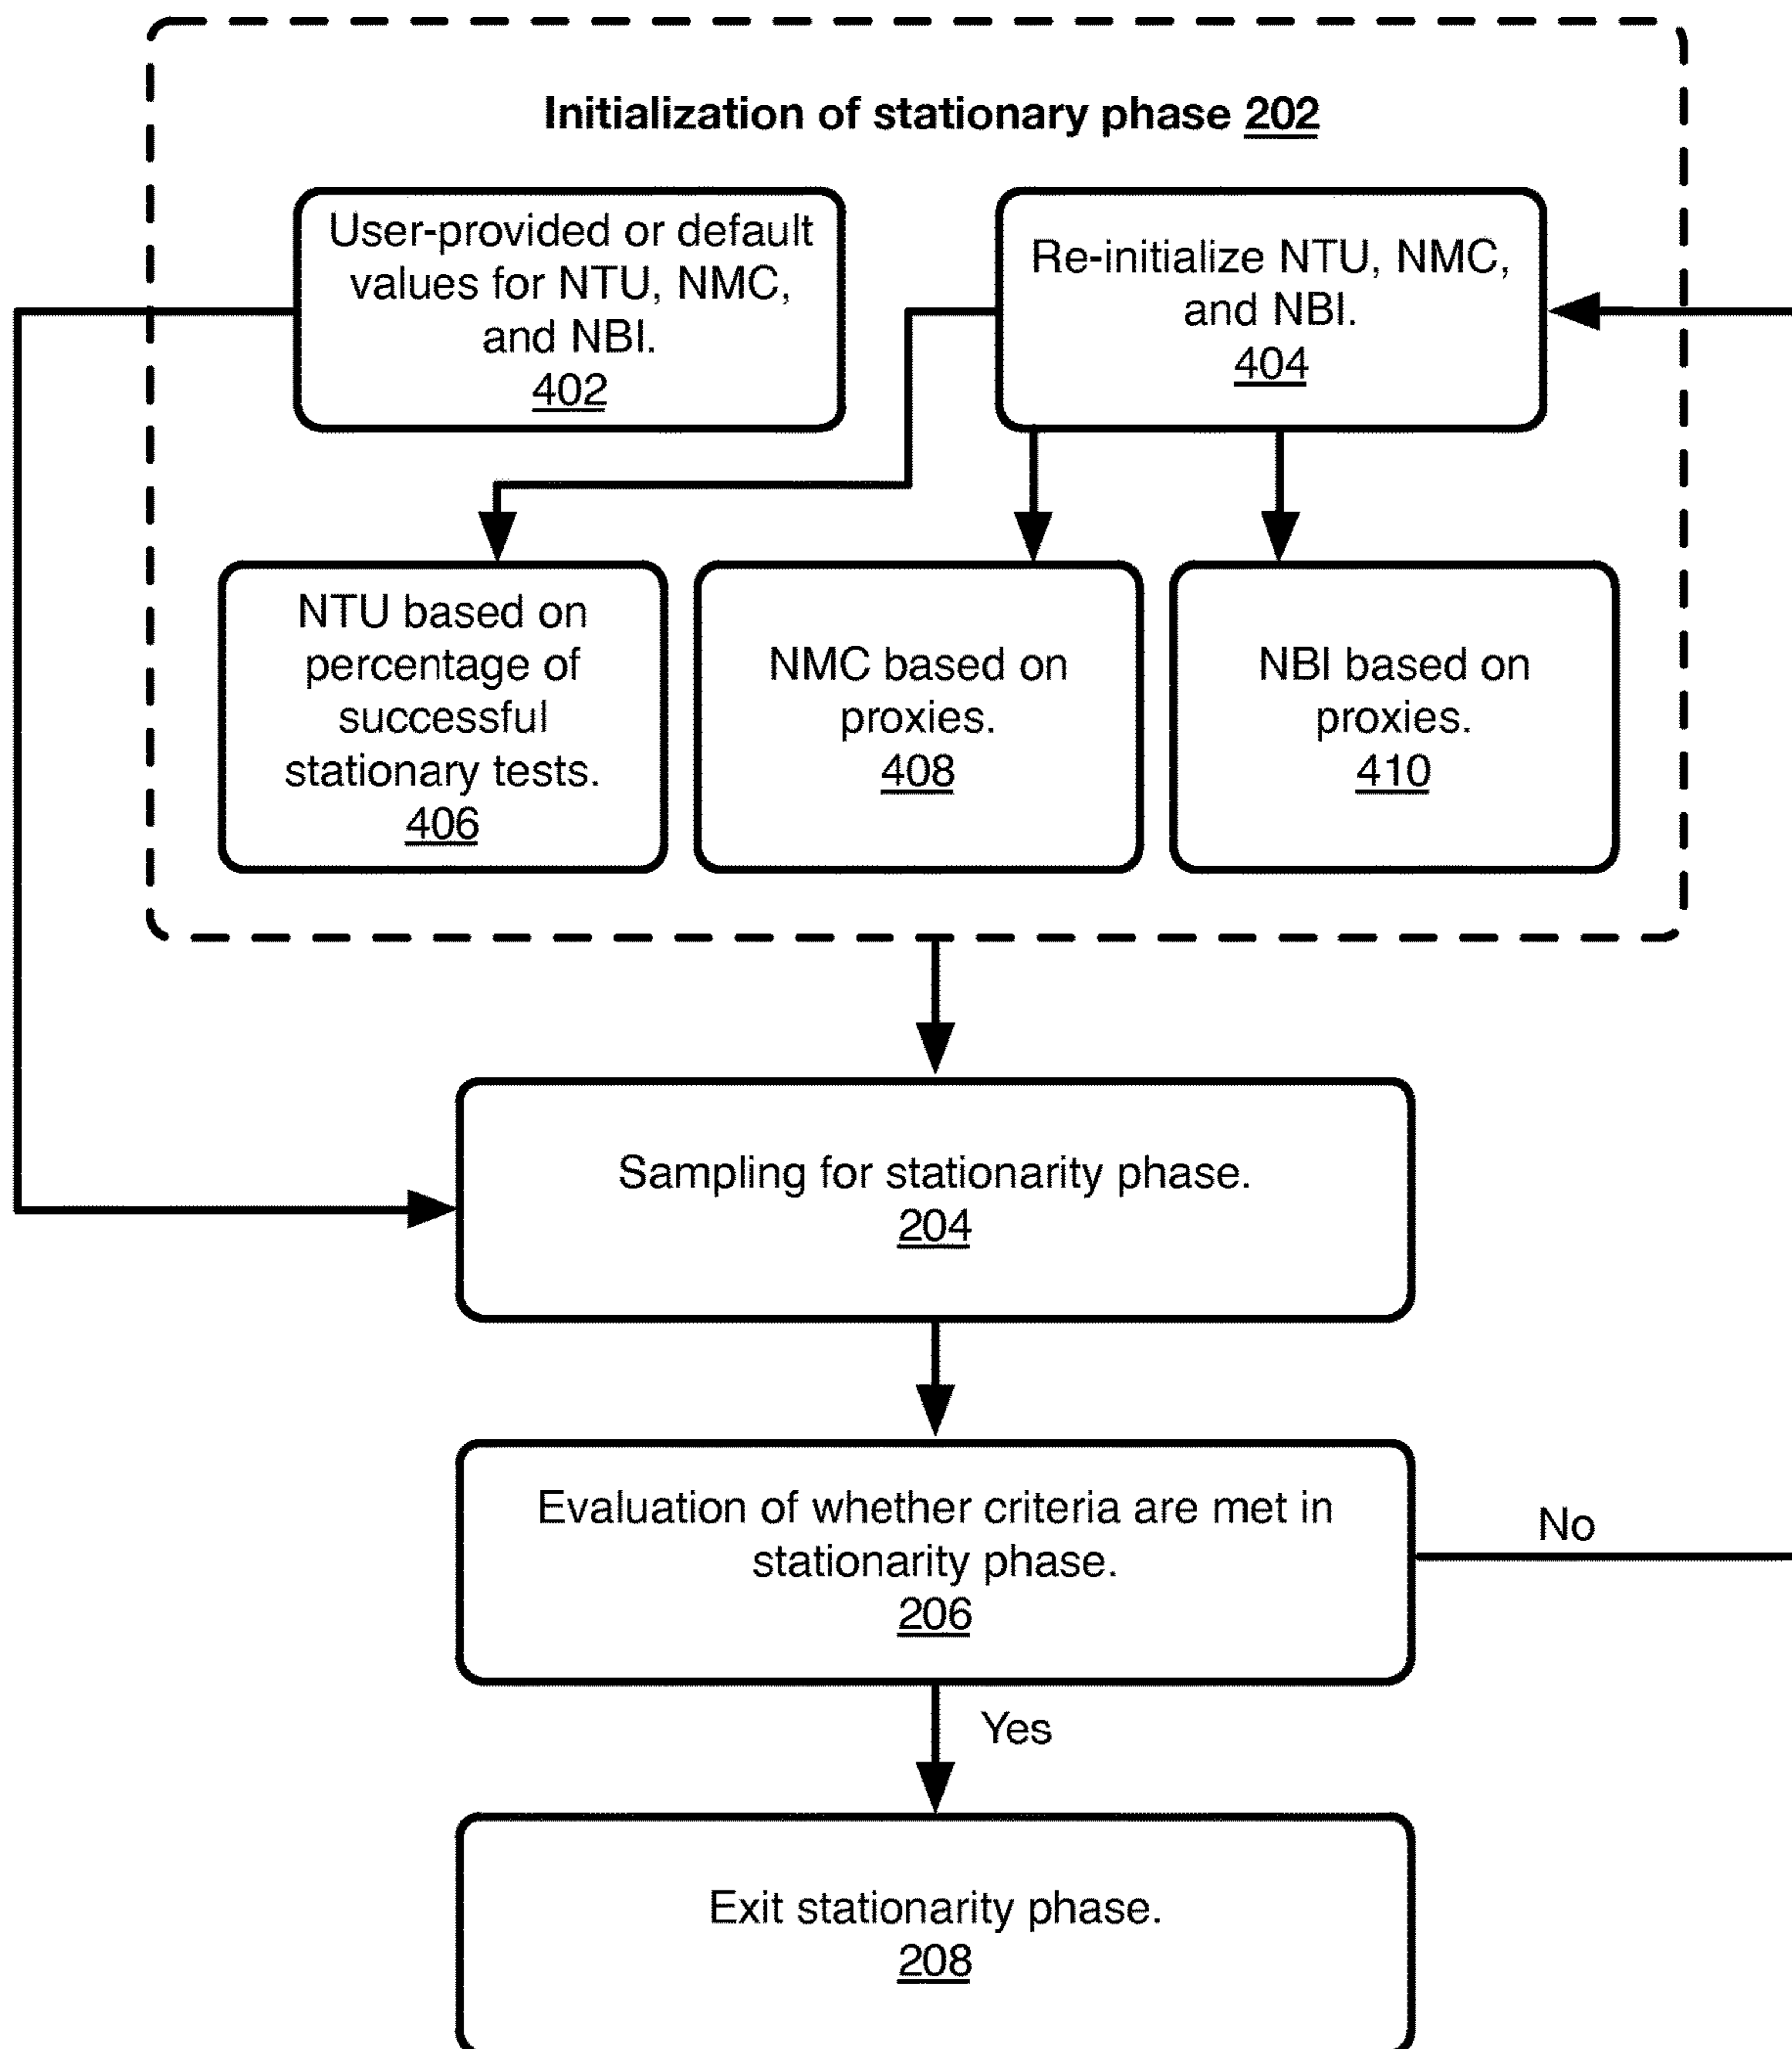 Initialization of stationary phase 202
User-provided or default
values for NTU, NMC,
and NBI.
402
Re-initialize NTU, NMC,
and NBI.
404
NTU based on
percentage of
successful
stationary tests.
406
NMC based on
proxies.
408
NBI based on
proxies.
410
Sampling for stationarity phase.
204
Evaluation of whether criteria are met in
stationarity phase.
206
No
Yes
Exit stationarity phase.
208